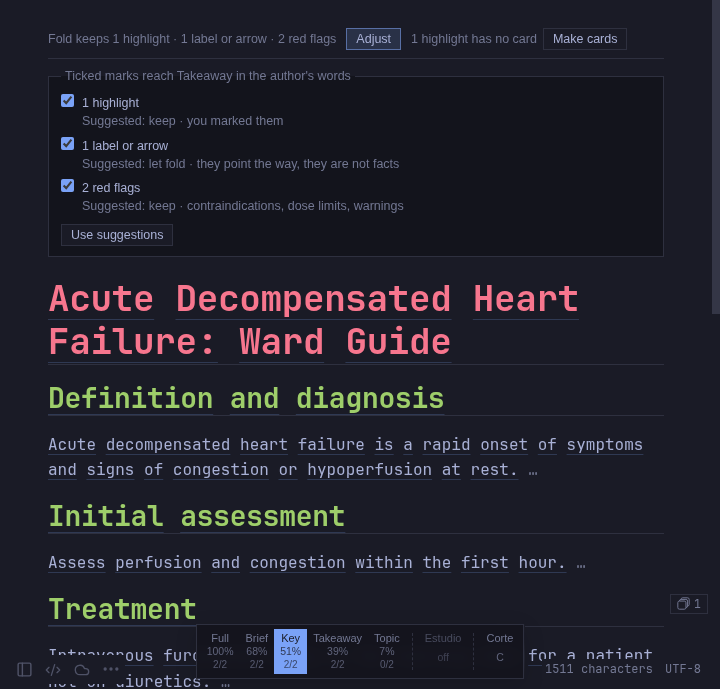 Fold keeps 1 highlight · 1 label or arrow · 2 red flags Adjust 1 highlight has no card Make cards
Ticked marks reach Takeaway in the author's words
1 highlight
Suggested: keep · you marked them
1 label or arrow
Suggested: let fold · they point the way, they are not facts
2 red flags
Suggested: keep · contraindications, dose limits, warnings
Use suggestions
Acute Decompensated Heart
Failure: Ward Guide
Definition and diagnosis
Acute decompensated heart failure is a rapid onset of symptoms
and signs of congestion or hypoperfusion at rest. …
Initial assessment
Assess perfusion and congestion within the first hour. …
1
Treatment
Full Brief Key Takeaway Topic Estudio Corte
100% 68% 51% 39% 7% off C
2/2 2/2 2/2 2/2 0/2
Intravenous for a patient
diuretics. …
1511 characters UTF-8